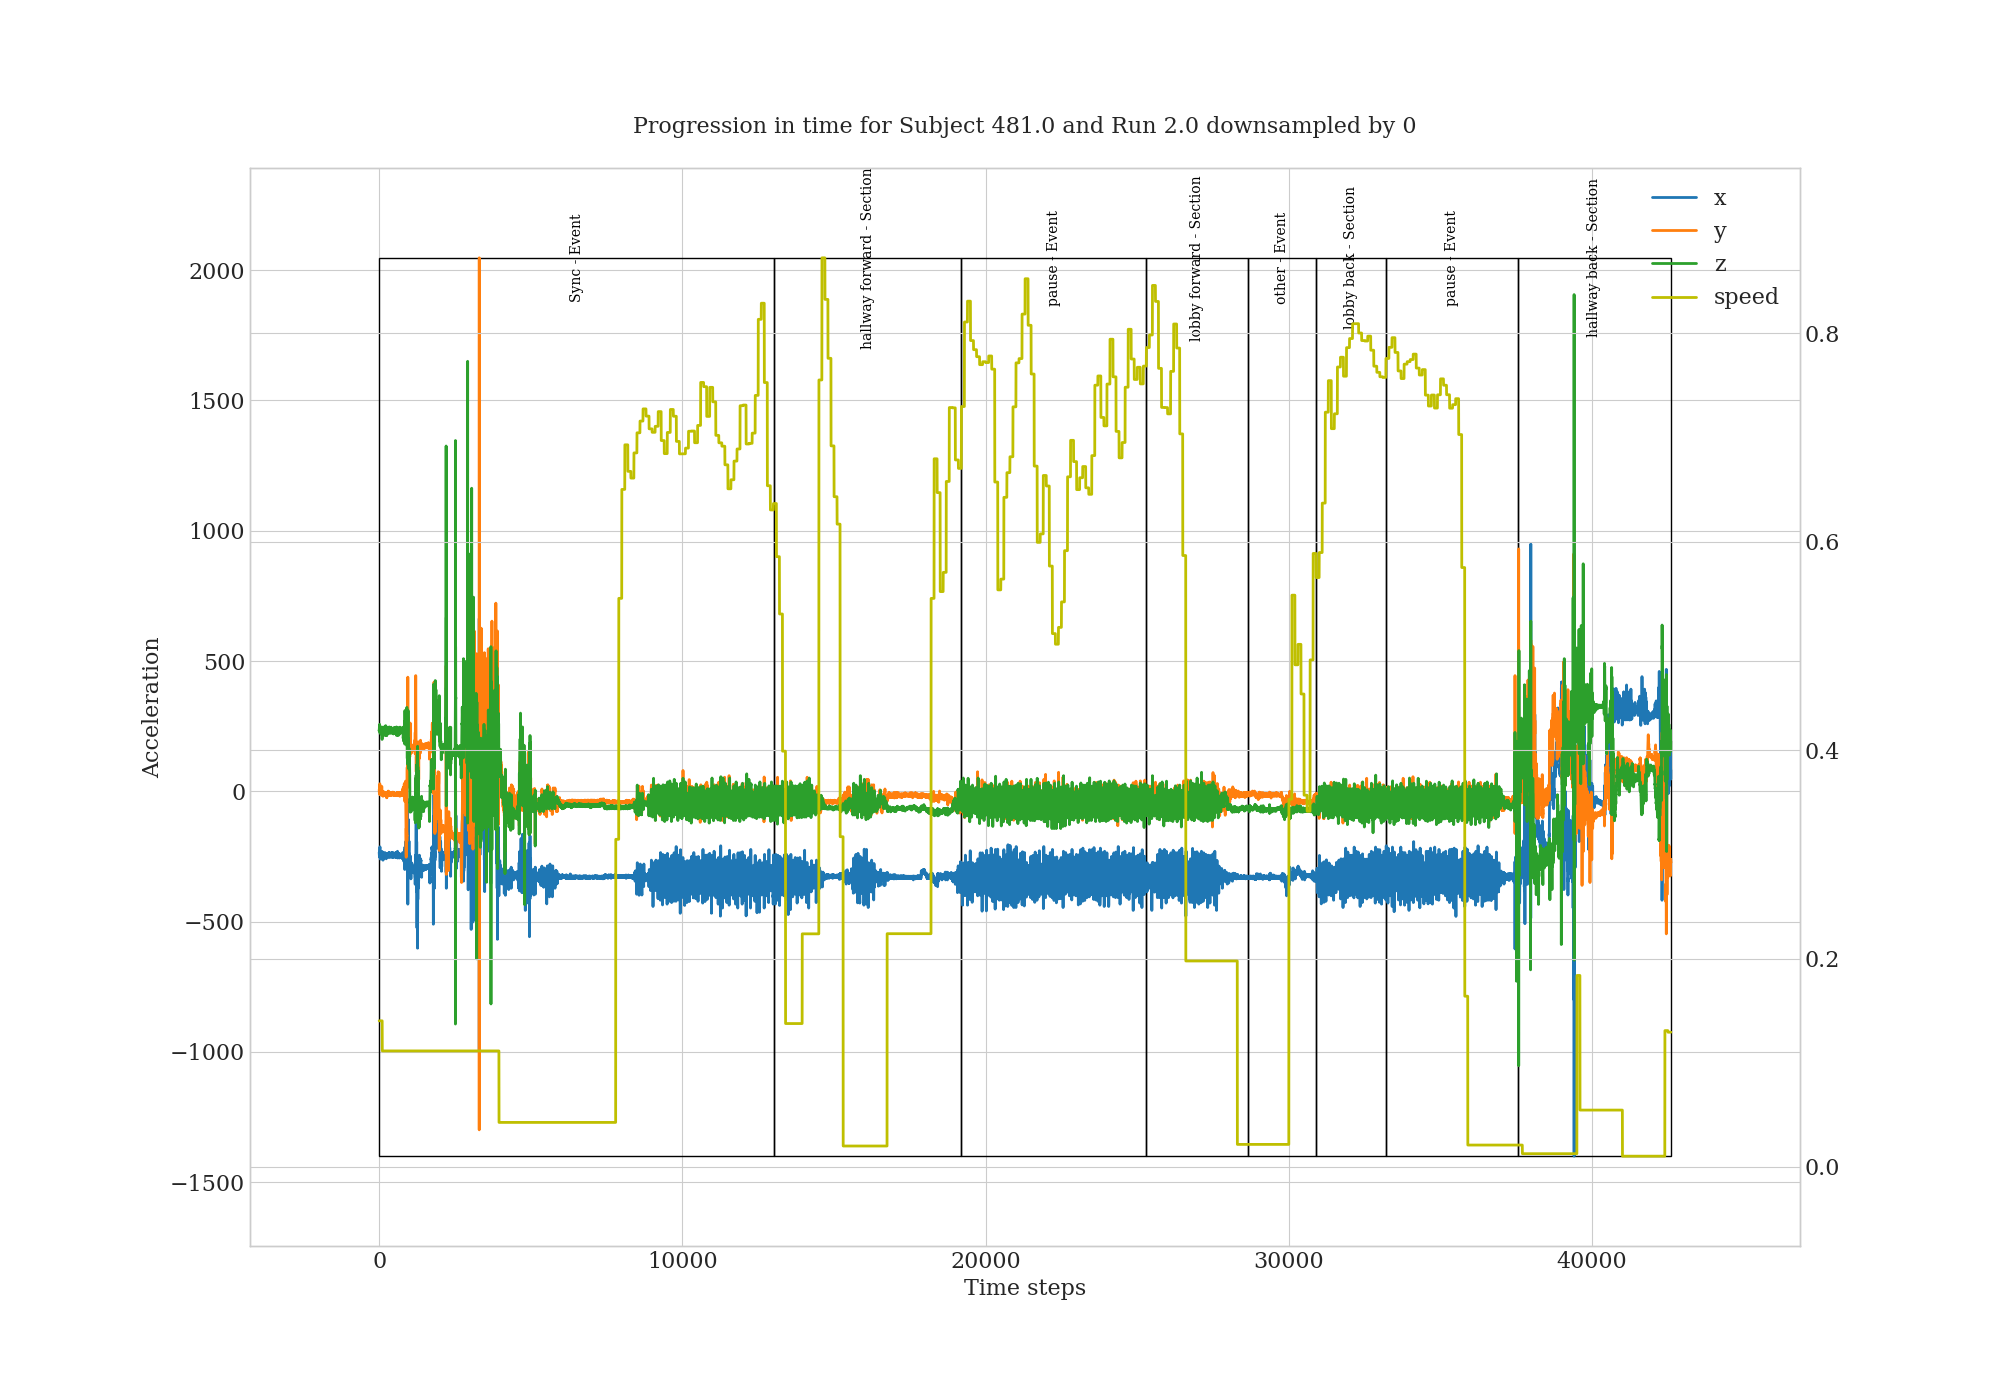 Progression in time for Subject 481.0 and Run 2.0 downsampled by 0
Sync - Event
hallway forward - Section
pause - Event
lobby forward - Section
other - Event
lobby back - Section
pause - Event
hallway back - Section
x
y
z
speed
2000
1500
1000
500
0
−500
−1000
−1500
Acceleration
0.8
0.6
0.4
0.2
0.0
0 10000 20000 30000 40000
Time steps